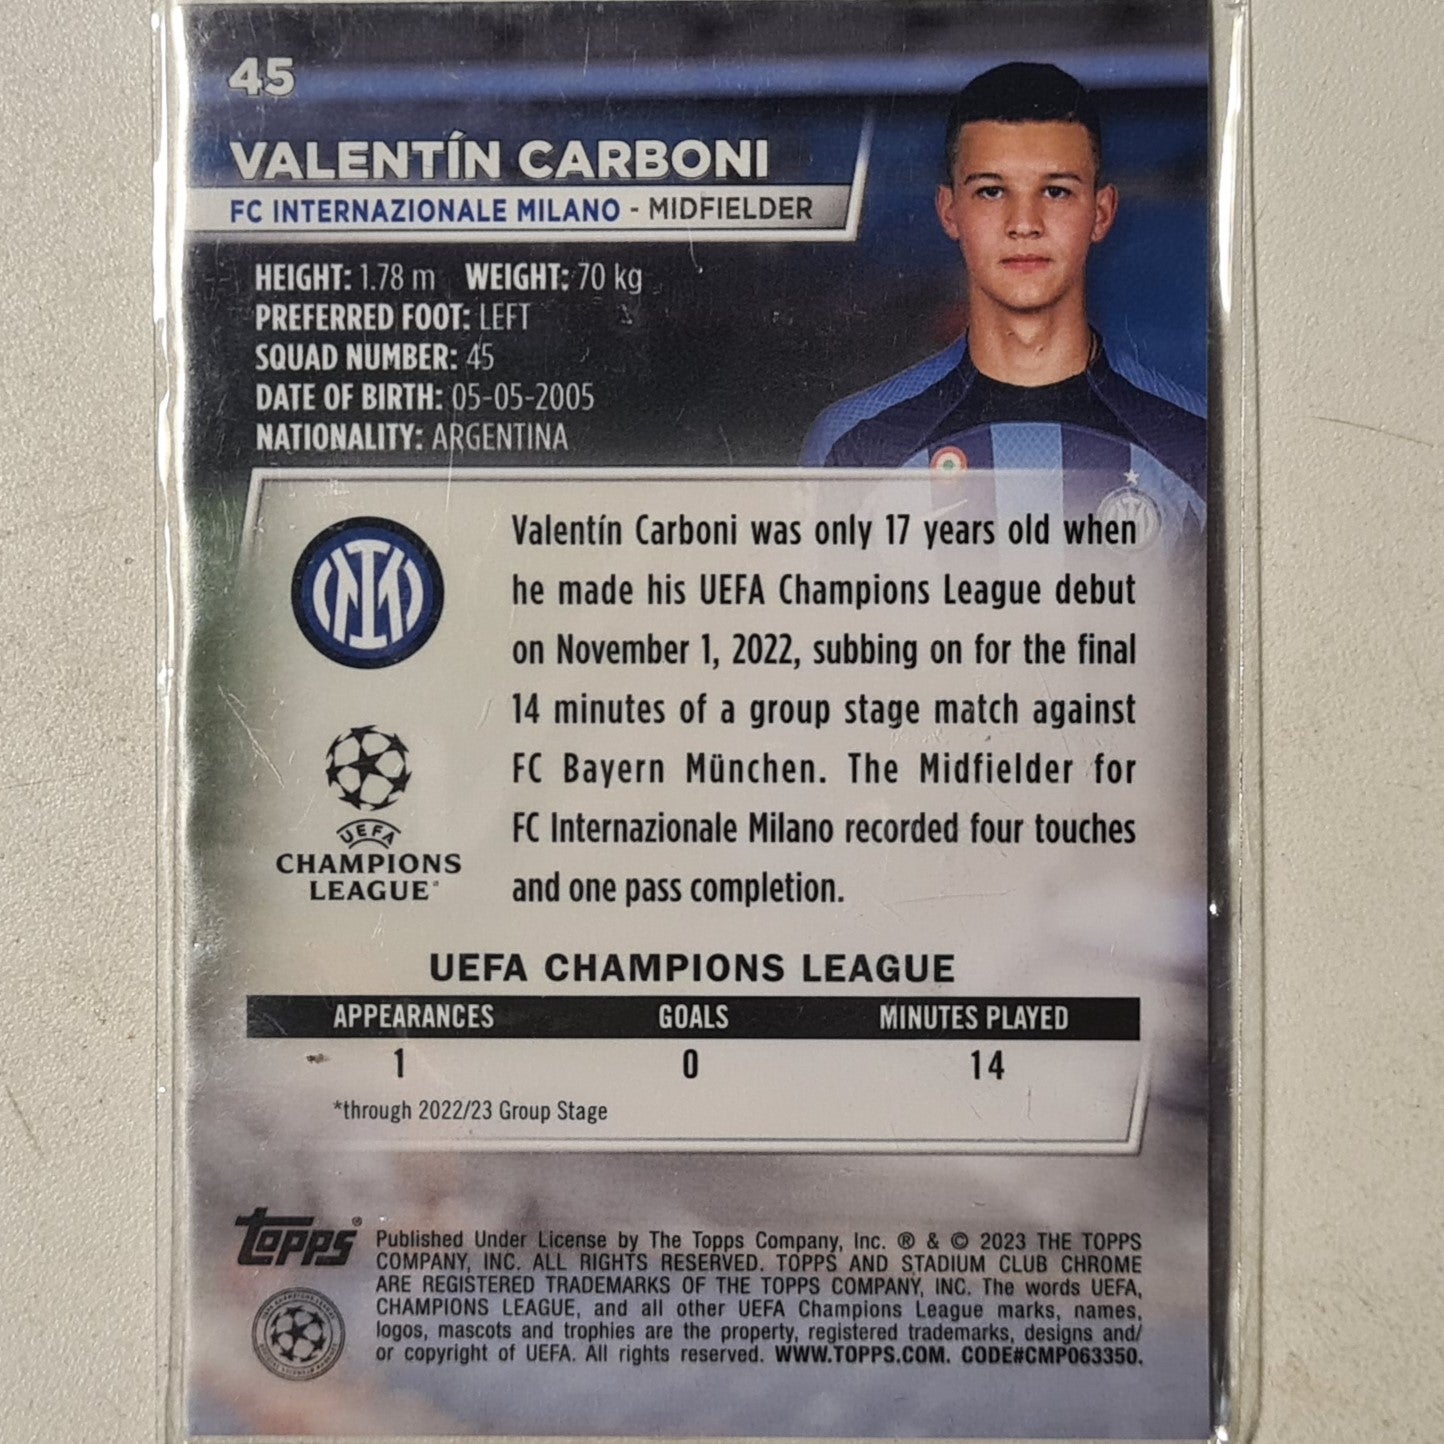 45
VALENTÍN CARBONI
FC INTERNAZIONALE MILANO - MIDFIELDER
HEIGHT: 1.78 m WEIGHT: 70 kg
PREFERRED FOOT: LEFT
SQUAD NUMBER: 45
DATE OF BIRTH: 05-05-2005
NATIONALITY: ARGENTINA
Valentín Carboni was only 17 years old when
he made his UEFA Champions League debut
on November 1, 2022, subbing on for the final
14 minutes of a group stage match against
FC Bayern München. The Midfielder for
FC Internazionale Milano recorded four touches
and one pass completion.
UEFA
CHAMPIONS
LEAGUE
UEFA CHAMPIONS LEAGUE
APPEARANCES GOALS MINUTES PLAYED
1 0 14
*through 2022/23 Group Stage
Topps®
Published Under License by The Topps Company, Inc. ® & © 2023 THE TOPPS
COMPANY, INC. ALL RIGHTS RESERVED. TOPPS AND STADIUM CLUB CHROME
ARE REGISTERED TRADEMARKS OF THE TOPPS COMPANY, INC. The words UEFA,
CHAMPIONS LEAGUE, and all other UEFA Champions League marks, names,
logos, mascots and trophies are the property, registered trademarks, designs and/
or copyright of UEFA. All rights reserved. WWW.TOPPS.COM. CODE#CMP063350.